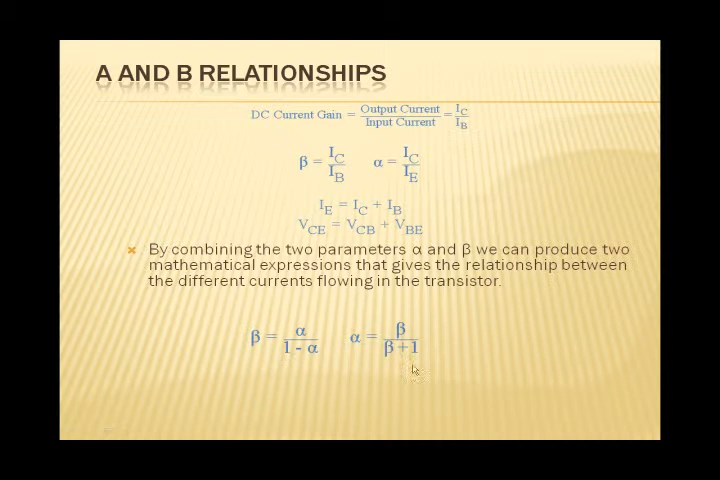 A AND B RELATIONSHIPS
DC Current Gain = Output Current / Input Current = I_C / I_B
β = I_C / I_B   α = I_C / I_E
I_E = I_C + I_B
V_CE = V_CB + V_BE
By combining the two parameters α and β we can produce two
mathematical expressions that gives the relationship between
the different currents flowing in the transistor.
β = α / 1 - α   α = β / β + 1